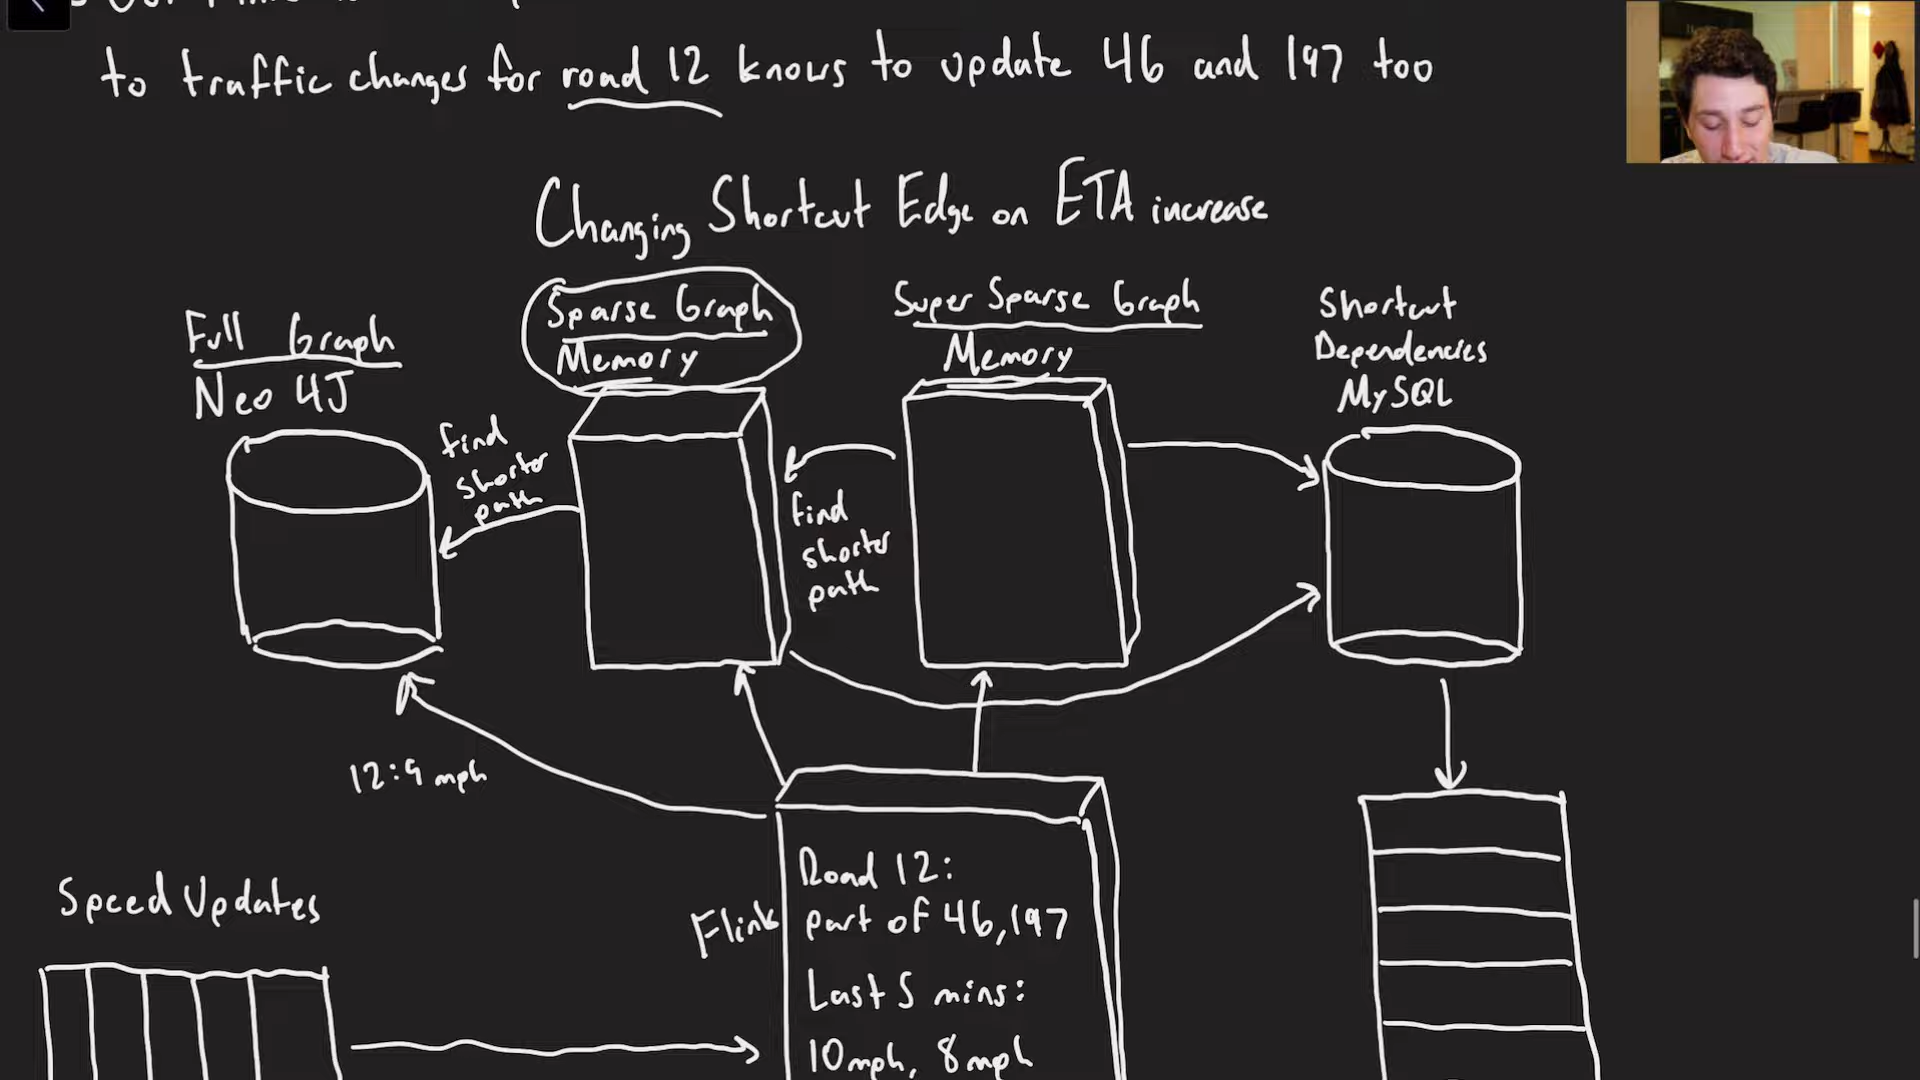 to traffic changes for road 12 knows to update 46 and 197 too
Changing Shortcut Edge on ETA increase
Full Graph
Neo 4J
Sparse Graph
Memory
Super Sparse Graph
Memory
Shortcut
Dependencies
MySQL
find
shorter
path
find
shorter
path
12:9 mph
Speed Updates
Flink
Road 12:
part of 46,197
Last 5 mins:
10mph, 8mph